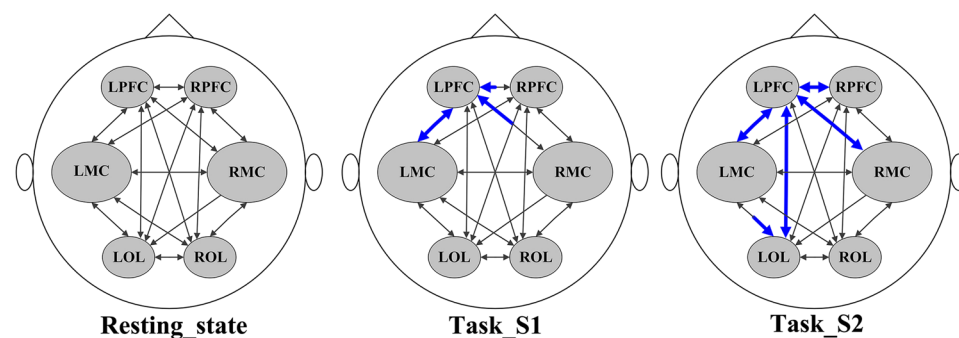 LPFC RPFC
LMC RMC
LOL ROL
Resting_state
LPFC RPFC
LMC RMC
LOL ROL
Task_S1
LPFC RPFC
LMC RMC
LOL ROL
Task_S2